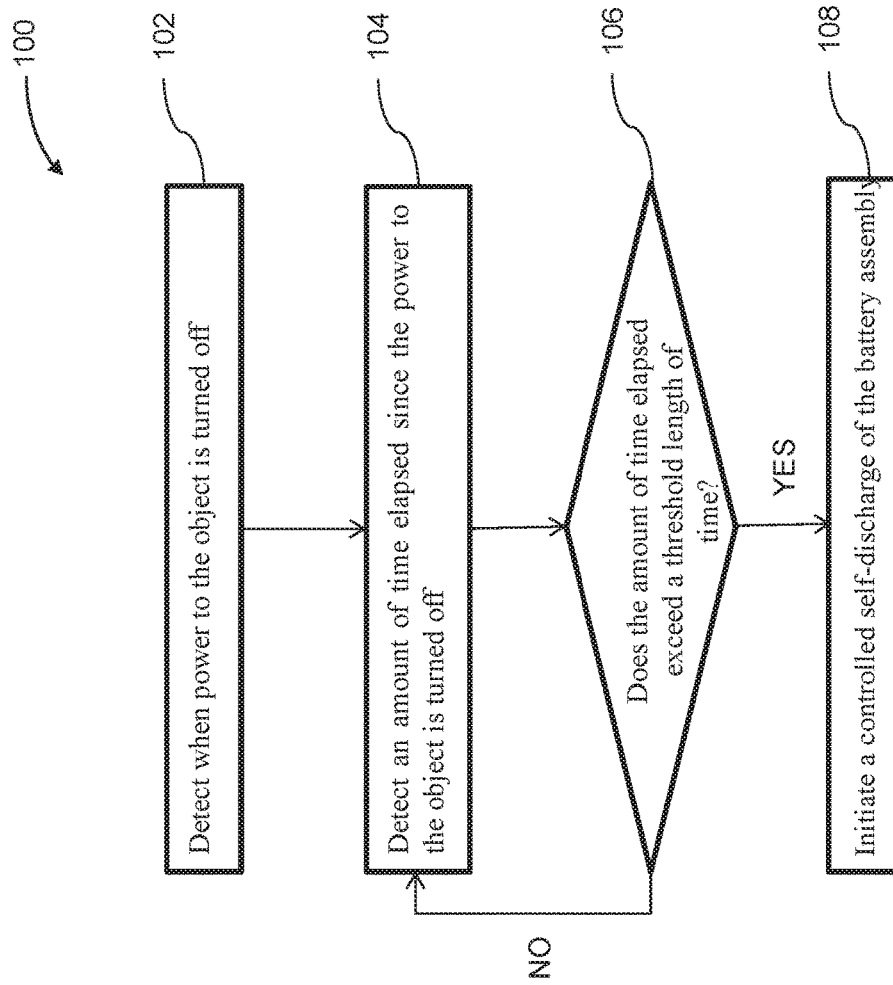 100
Detect when power to the object is turned off
102
Detect an amount of time elapsed since the power to
the object is turned off
104
Does the amount of time elapsed
exceed a threshold length of
time?
106
NO
YES
Initiate a controlled self-discharge of the battery assembly
108